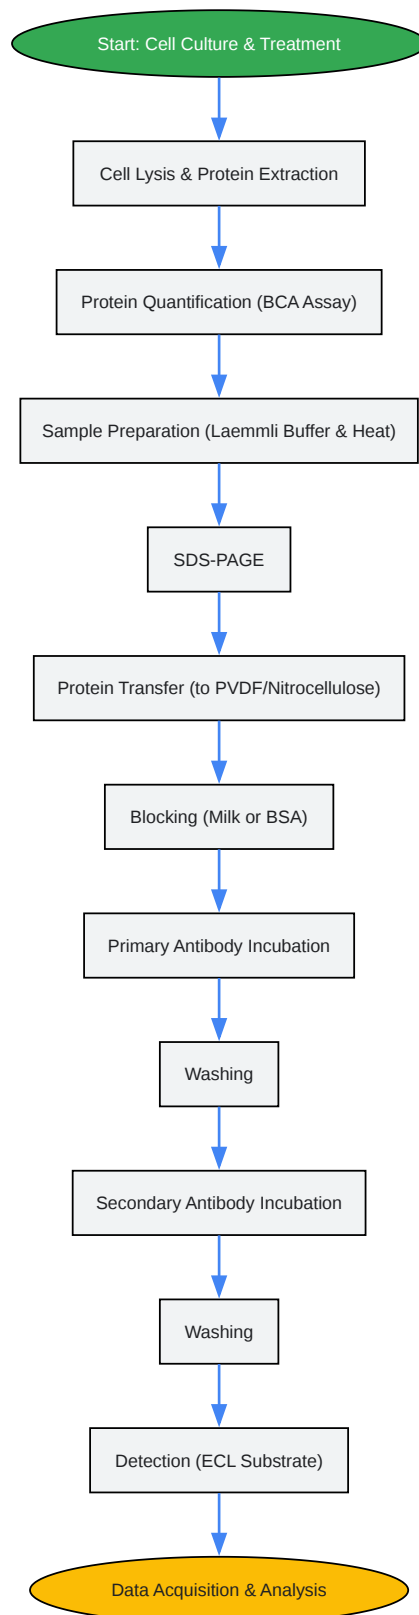 Start: Cell Culture & Treatment
Cell Lysis & Protein Extraction
Protein Quantification (BCA Assay)
Sample Preparation (Laemmli Buffer & Heat)
SDS-PAGE
Protein Transfer (to PVDF/Nitrocellulose)
Blocking (Milk or BSA)
Primary Antibody Incubation
Washing
Secondary Antibody Incubation
Washing
Detection (ECL Substrate)
Data Acquisition & Analysis